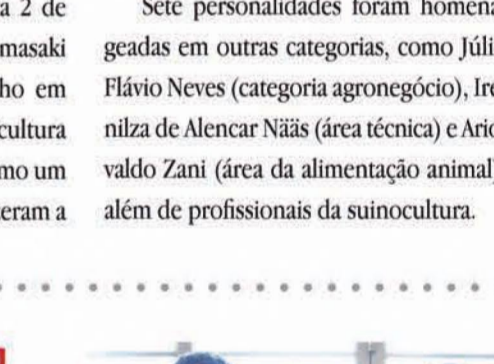 a 2 de
masaki
ho em
cultura
mo um
eram a
Sete personalidades foram homena
geadas em outras categorias, como Júli
Flávio Neves (categoria agronegócio), Ire
nilza de Alencar Nääs (área técnica) e Ario
valdo Zani (área da alimentação animal)
além de profissionais da suinocultura.